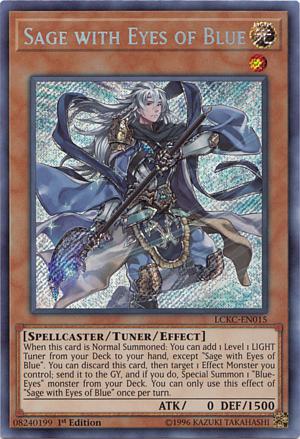 SAGE WITH EYES OF BLUE
LCKC-EN015
[SPELLCASTER/TUNER/EFFECT]
When this card is Normal Summoned: You can add 1 Level 1 LIGHT
Tuner from your Deck to your hand, except "Sage with Eyes of
Blue". You can discard this card, then target 1 Effect Monster you
control; send it to the GY, and if you do, Special Summon 1 "Blue-
Eyes" monster from your Deck. You can only use this effect of
"Sage with Eyes of Blue" once per turn.
ATK/ 0 DEF/1500
08240199 1st Edition ©1996 KAZUKI TAKAHASHI